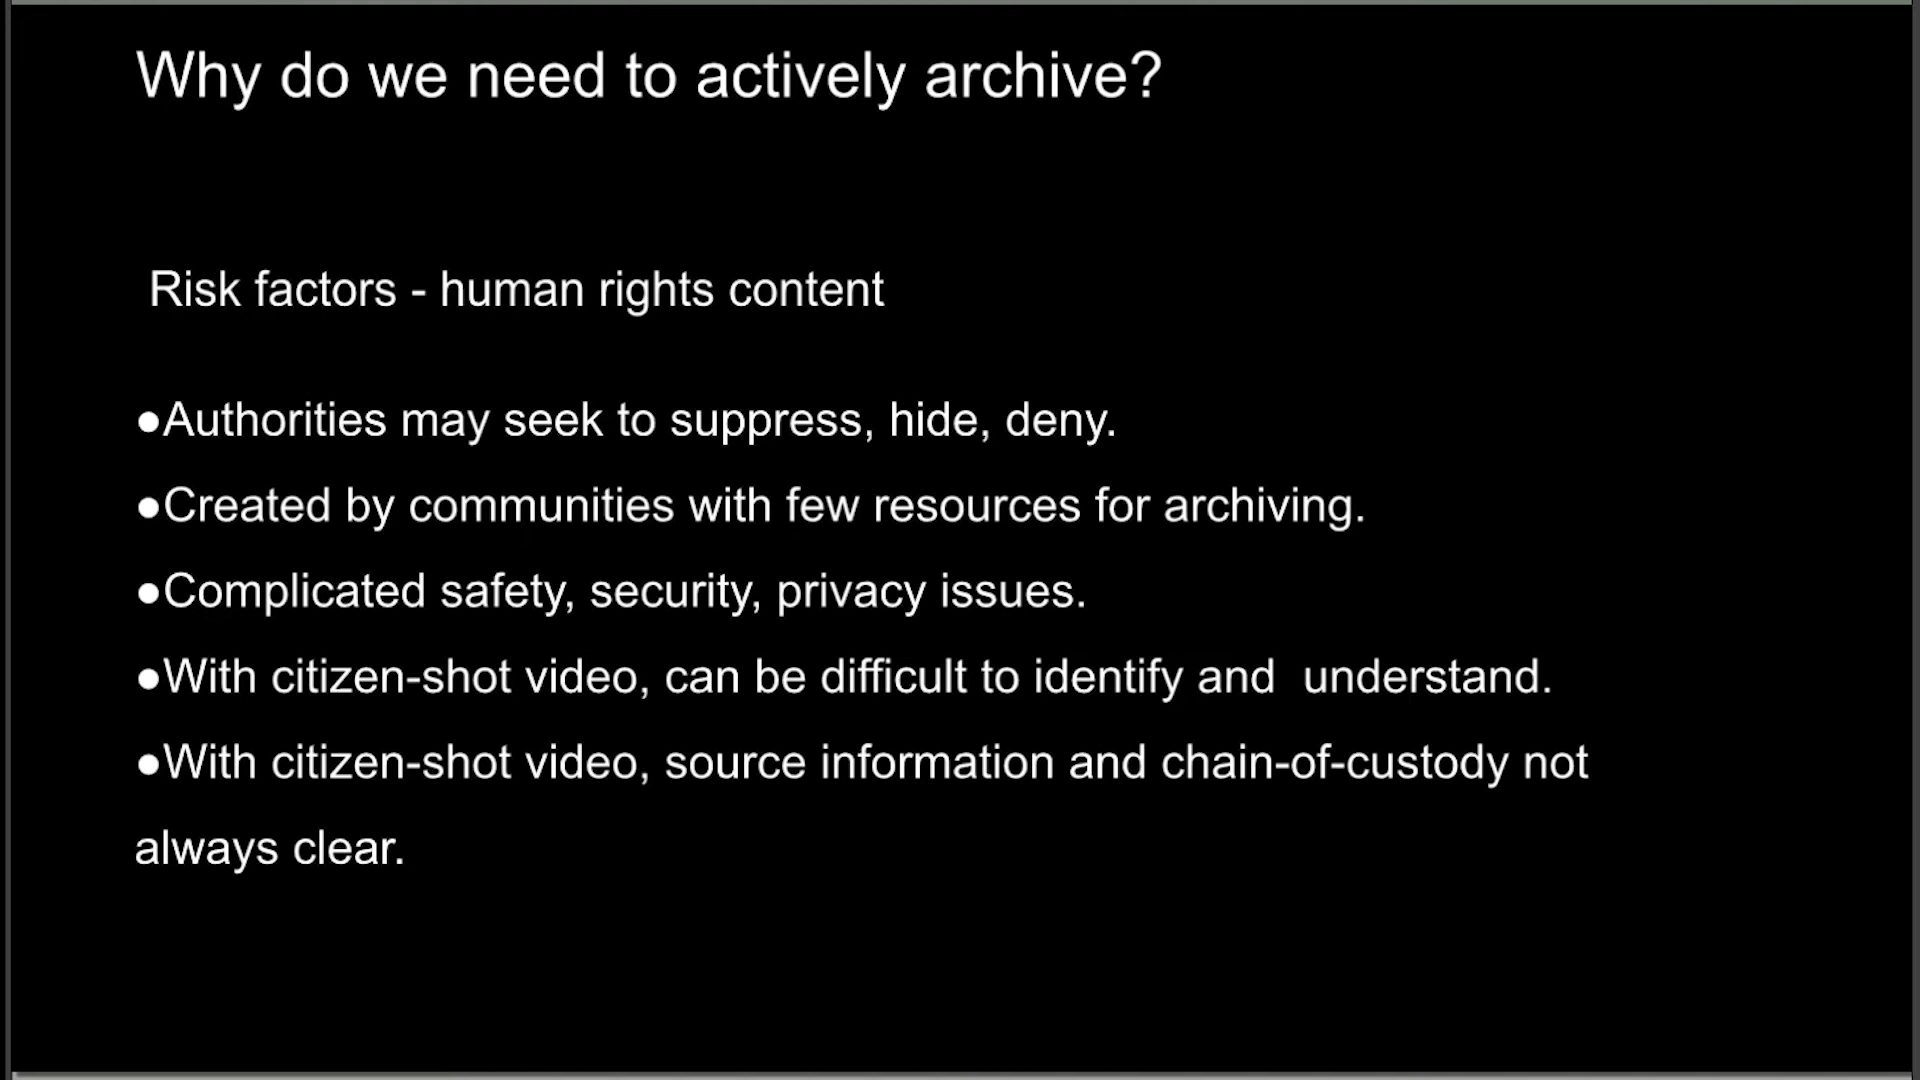 Why do we need to actively archive?
Risk factors - human rights content
●Authorities may seek to suppress, hide, deny.
●Created by communities with few resources for archiving.
●Complicated safety, security, privacy issues.
●With citizen-shot video, can be difficult to identify and  understand.
●With citizen-shot video, source information and chain-of-custody not
always clear.